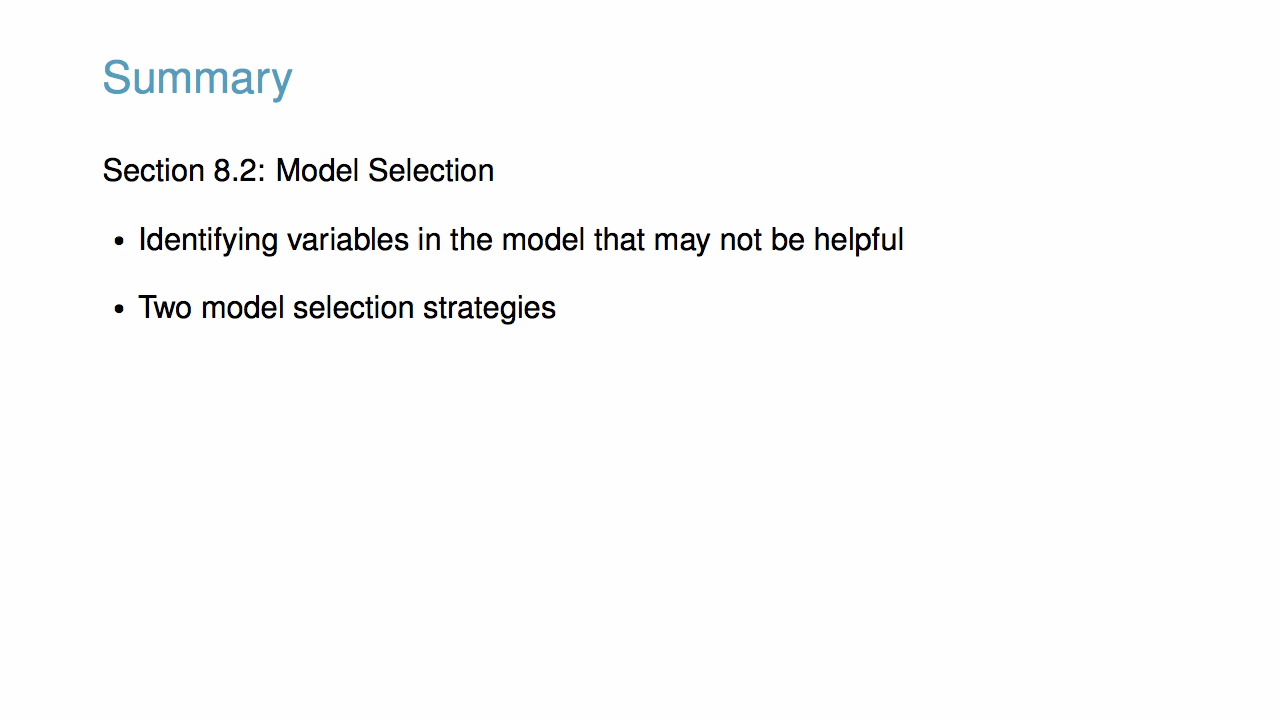 Summary
Section 8.2: Model Selection
• Identifying variables in the model that may not be helpful
• Two model selection strategies